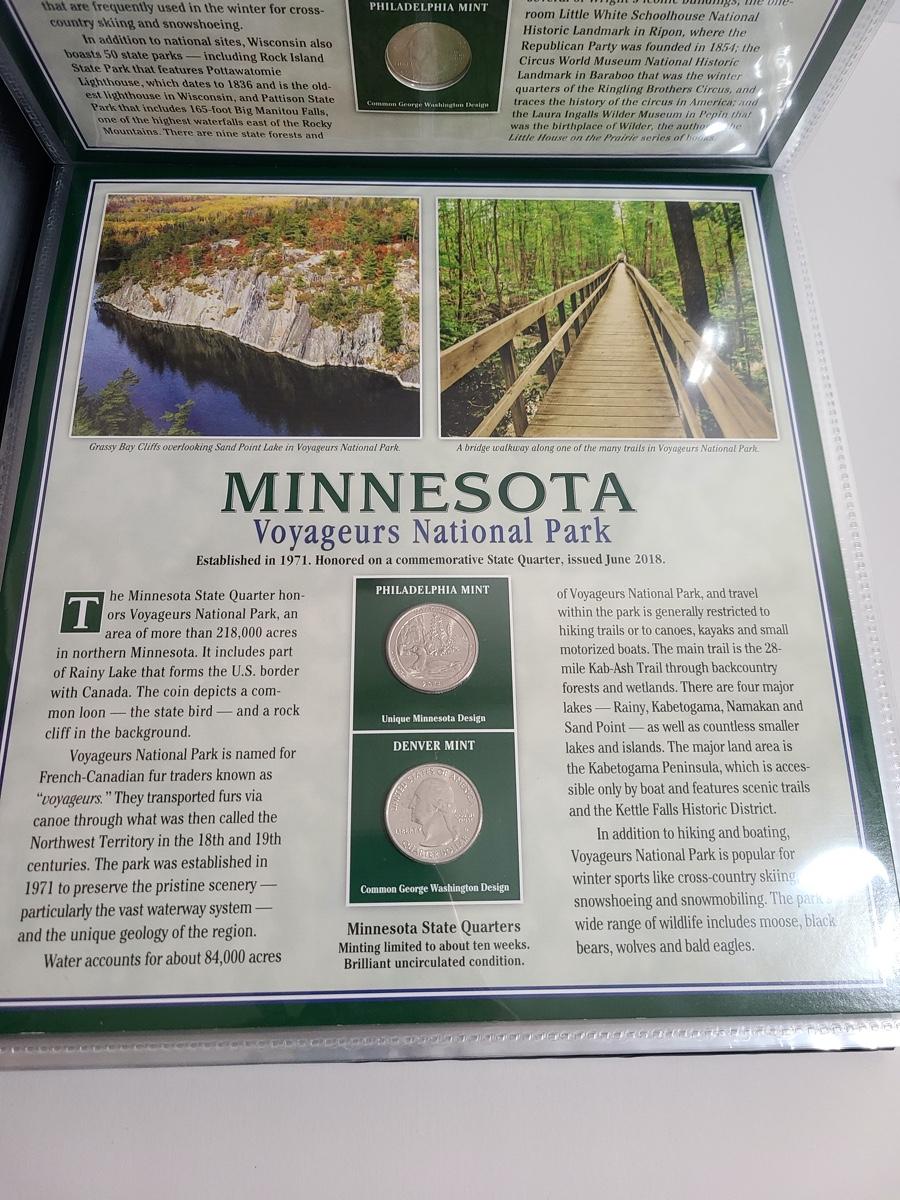 that are frequently used in the winter for cross-
country skiing and snowshoeing.
In addition to national sites, Wisconsin also
boasts 50 state parks — including Rock Island
State Park that features Pottawatomie
Lighthouse, which dates to 1836 and is the old-
est lighthouse in Wisconsin, and Pattison State
Park that includes 165-foot Big Manitou Falls,
one of the highest waterfalls east of the Rocky
Mountains. There are nine state forests and
PHILADELPHIA MINT
Common George Washington Design
several of Wright's iconic buildings; the one-
room Little White Schoolhouse National
Historic Landmark in Ripon, where the
Republican Party was founded in 1854; the
Circus World Museum National Historic
Landmark in Baraboo that was the winter
quarters of the Ringling Brothers Circus, and
traces the history of the circus in America; and
the Laura Ingalls Wilder Museum in Pepin that
was the birthplace of Wilder, the author the
Little House on the Prairie series of books.
Grassy Bay Cliffs overlooking Sand Point Lake in Voyageurs National Park.
A bridge walkway along one of the many trails in Voyageurs National Park.
MINNESOTA
Voyageurs National Park
Established in 1971. Honored on a commemorative State Quarter, issued June 2018.
The Minnesota State Quarter hon-
ors Voyageurs National Park, an
area of more than 218,000 acres
in northern Minnesota. It includes part
of Rainy Lake that forms the U.S. border
with Canada. The coin depicts a com-
mon loon — the state bird — and a rock
cliff in the background.
Voyageurs National Park is named for
French-Canadian fur traders known as
“voyageurs.” They transported furs via
canoe through what was then called the
Northwest Territory in the 18th and 19th
centuries. The park was established in
1971 to preserve the pristine scenery —
particularly the vast waterway system —
and the unique geology of the region.
Water accounts for about 84,000 acres
PHILADELPHIA MINT
Unique Minnesota Design
DENVER MINT
UNITED STATES OF AMERICA
LIBERTY
QUARTER DOLLAR
Common George Washington Design
Minnesota State Quarters
Minting limited to about ten weeks.
Brilliant uncirculated condition.
of Voyageurs National Park, and travel
within the park is generally restricted to
hiking trails or to canoes, kayaks and small
motorized boats. The main trail is the 28-
mile Kab-Ash Trail through backcountry
forests and wetlands. There are four major
lakes — Rainy, Kabetogama, Namakan and
Sand Point — as well as countless smaller
lakes and islands. The major land area is
the Kabetogama Peninsula, which is acces-
sible only by boat and features scenic trails
and the Kettle Falls Historic District.
In addition to hiking and boating,
Voyageurs National Park is popular for
winter sports like cross-country skiing,
snowshoeing and snowmobiling. The park's
wide range of wildlife includes moose, black
bears, wolves and bald eagles.